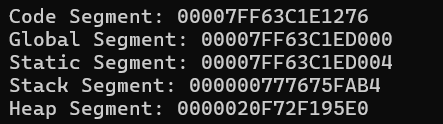 Code Segment: 00007FF63C1E1276
Global Segment: 00007FF63C1ED000
Static Segment: 00007FF63C1ED004
Stack Segment: 000000777675FAB4
Heap Segment: 0000020F72F195E0